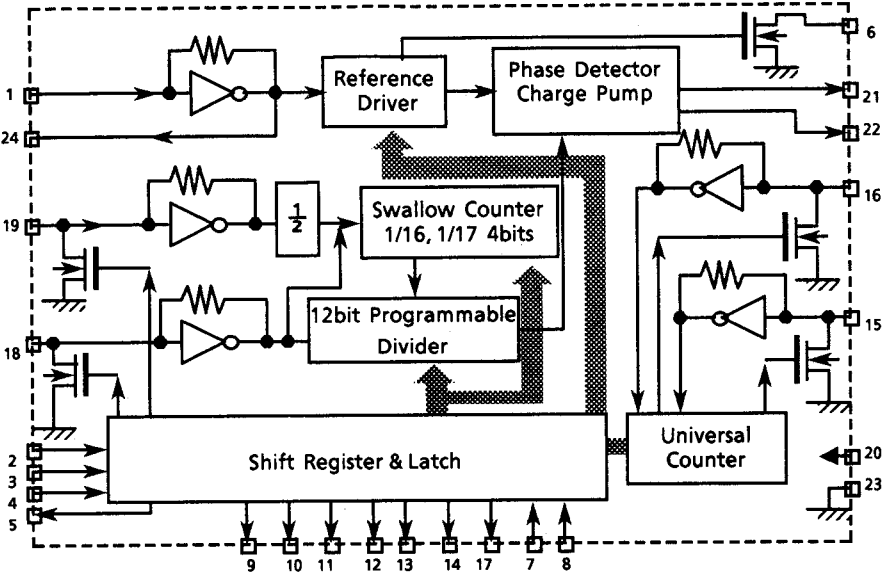 6
Reference
Driver
Phase Detector
Charge Pump
1
21
24
22
19
1/2
Swallow Counter
1/16, 1/17 4bits
16
12bit Programmable
Divider
18
15
Shift Register & Latch
Universal
Counter
2
3
4
5
20
23
9
10
11
12
13
14
17
7
8